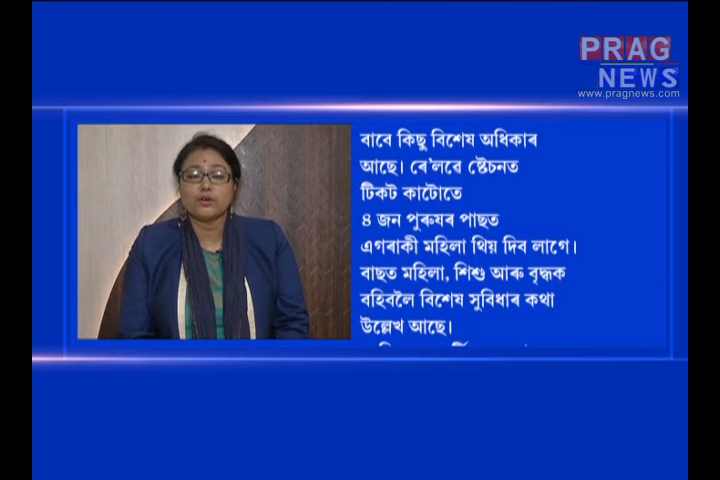 PRAG
NEWS
www.pragnews.com
বাবে কিছু বিশেষ অধিকাৰ
আছে। ৰে'লৱে ষ্টেচনত
টিকট কাটোতে
৪ জন পুৰুষৰ পাছত
এগৰাকী মহিলা থিয় দিব লাগে।
বাছত মহিলা, শিশু আৰু বৃদ্ধক
বহিবলৈ বিশেষ সুবিধাৰ কথা
উল্লেখ আছে।